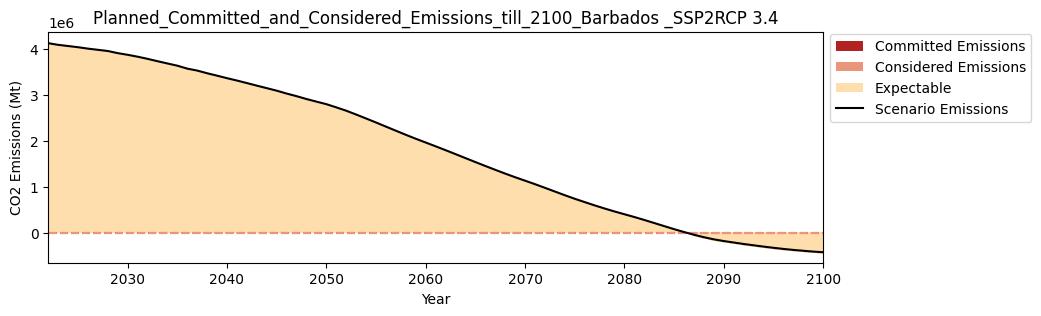 Planned_Committed_and_Considered_Emissions_till_2100_Barbados _SSP2RCP 3.4
1e6
4
3
2
1
0
CO2 Emissions (Mt)
2030 2040 2050 2060 2070 2080 2090 2100
Year
Committed Emissions
Considered Emissions
Expectable
Scenario Emissions